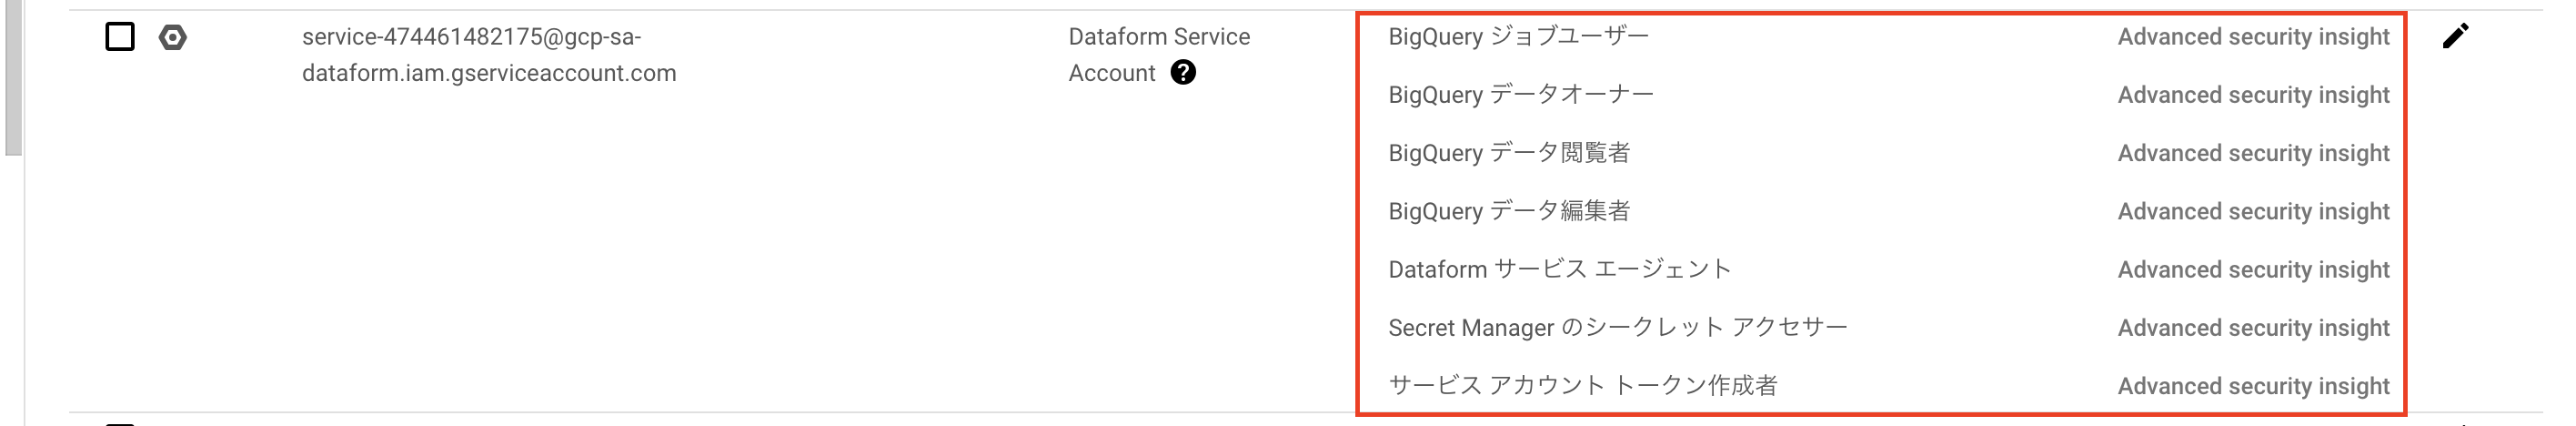 service-474461482175@gcp-sa-
dataform.iam.gserviceaccount.com
Dataform Service
Account
BigQuery ジョブユーザー Advanced security insight
BigQuery データオーナー Advanced security insight
BigQuery データ閲覧者 Advanced security insight
BigQuery データ編集者 Advanced security insight
Dataform サービス エージェント Advanced security insight
Secret Manager のシークレット アクセサー Advanced security insight
サービス アカウント トークン作成者 Advanced security insight